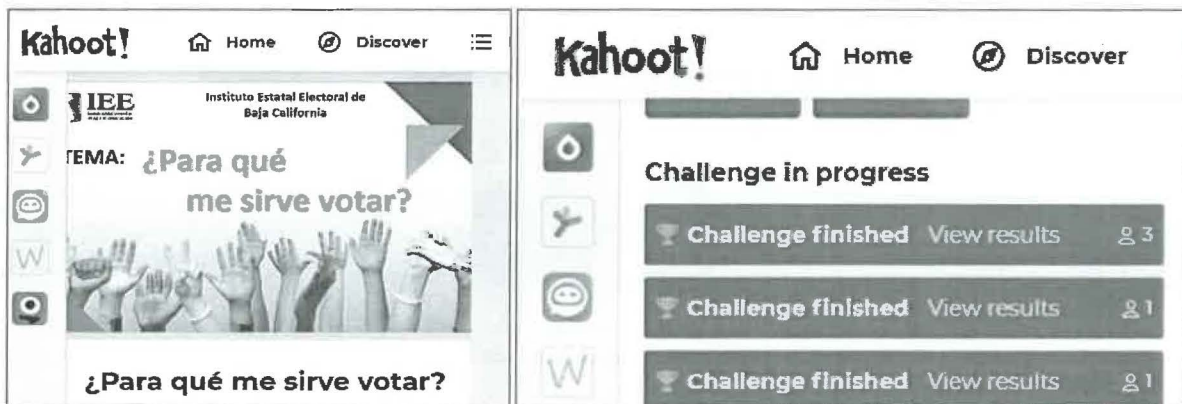 Kahoot! Home Discover
IEE
Instituto Estatal Electoral de
Baja California
TEMA: ¿Para qué
me sirve votar?
W
¿Para qué me sirve votar?
Kahoot! Home Discover
Challenge in progress
Challenge finished View results 3
Challenge finished View results 1
W
Challenge finished View results 1